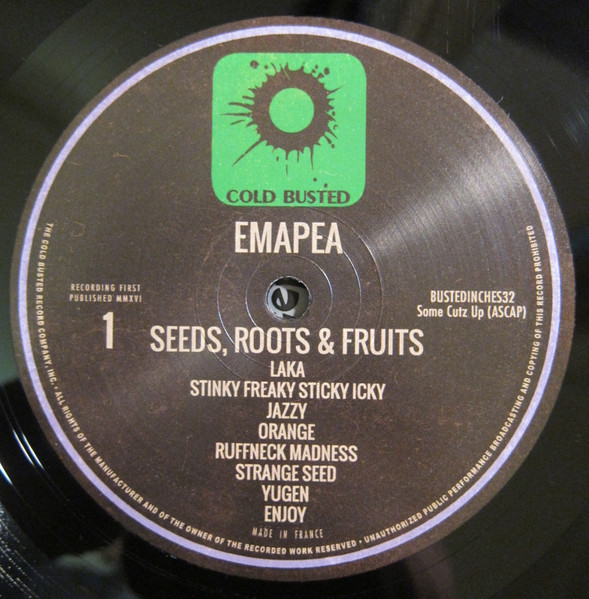 COLD BUSTED
EMAPEA
RECORDING FIRST
PUBLISHED MMXVI
1
BUSTEDINCHES32
Some Cutz Up (ASCAP)
SEEDS, ROOTS & FRUITS
LAKA
STINKY FREAKY STICKY ICKY
JAZZY
ORANGE
RUFFNECK MADNESS
STRANGE SEED
YUGEN
ENJOY
MADE IN FRANCE
THE COLD BUSTED RECORD COMPANY, INC. • ALL RIGHTS OF THE MANUFACTURER AND OF THE OWNER OF THE RECORDED WORK RESERVED • UNAUTHORIZED PUBLIC PERFORMANCE BROADCASTING AND COPYING OF THIS RECORD PROHIBITED